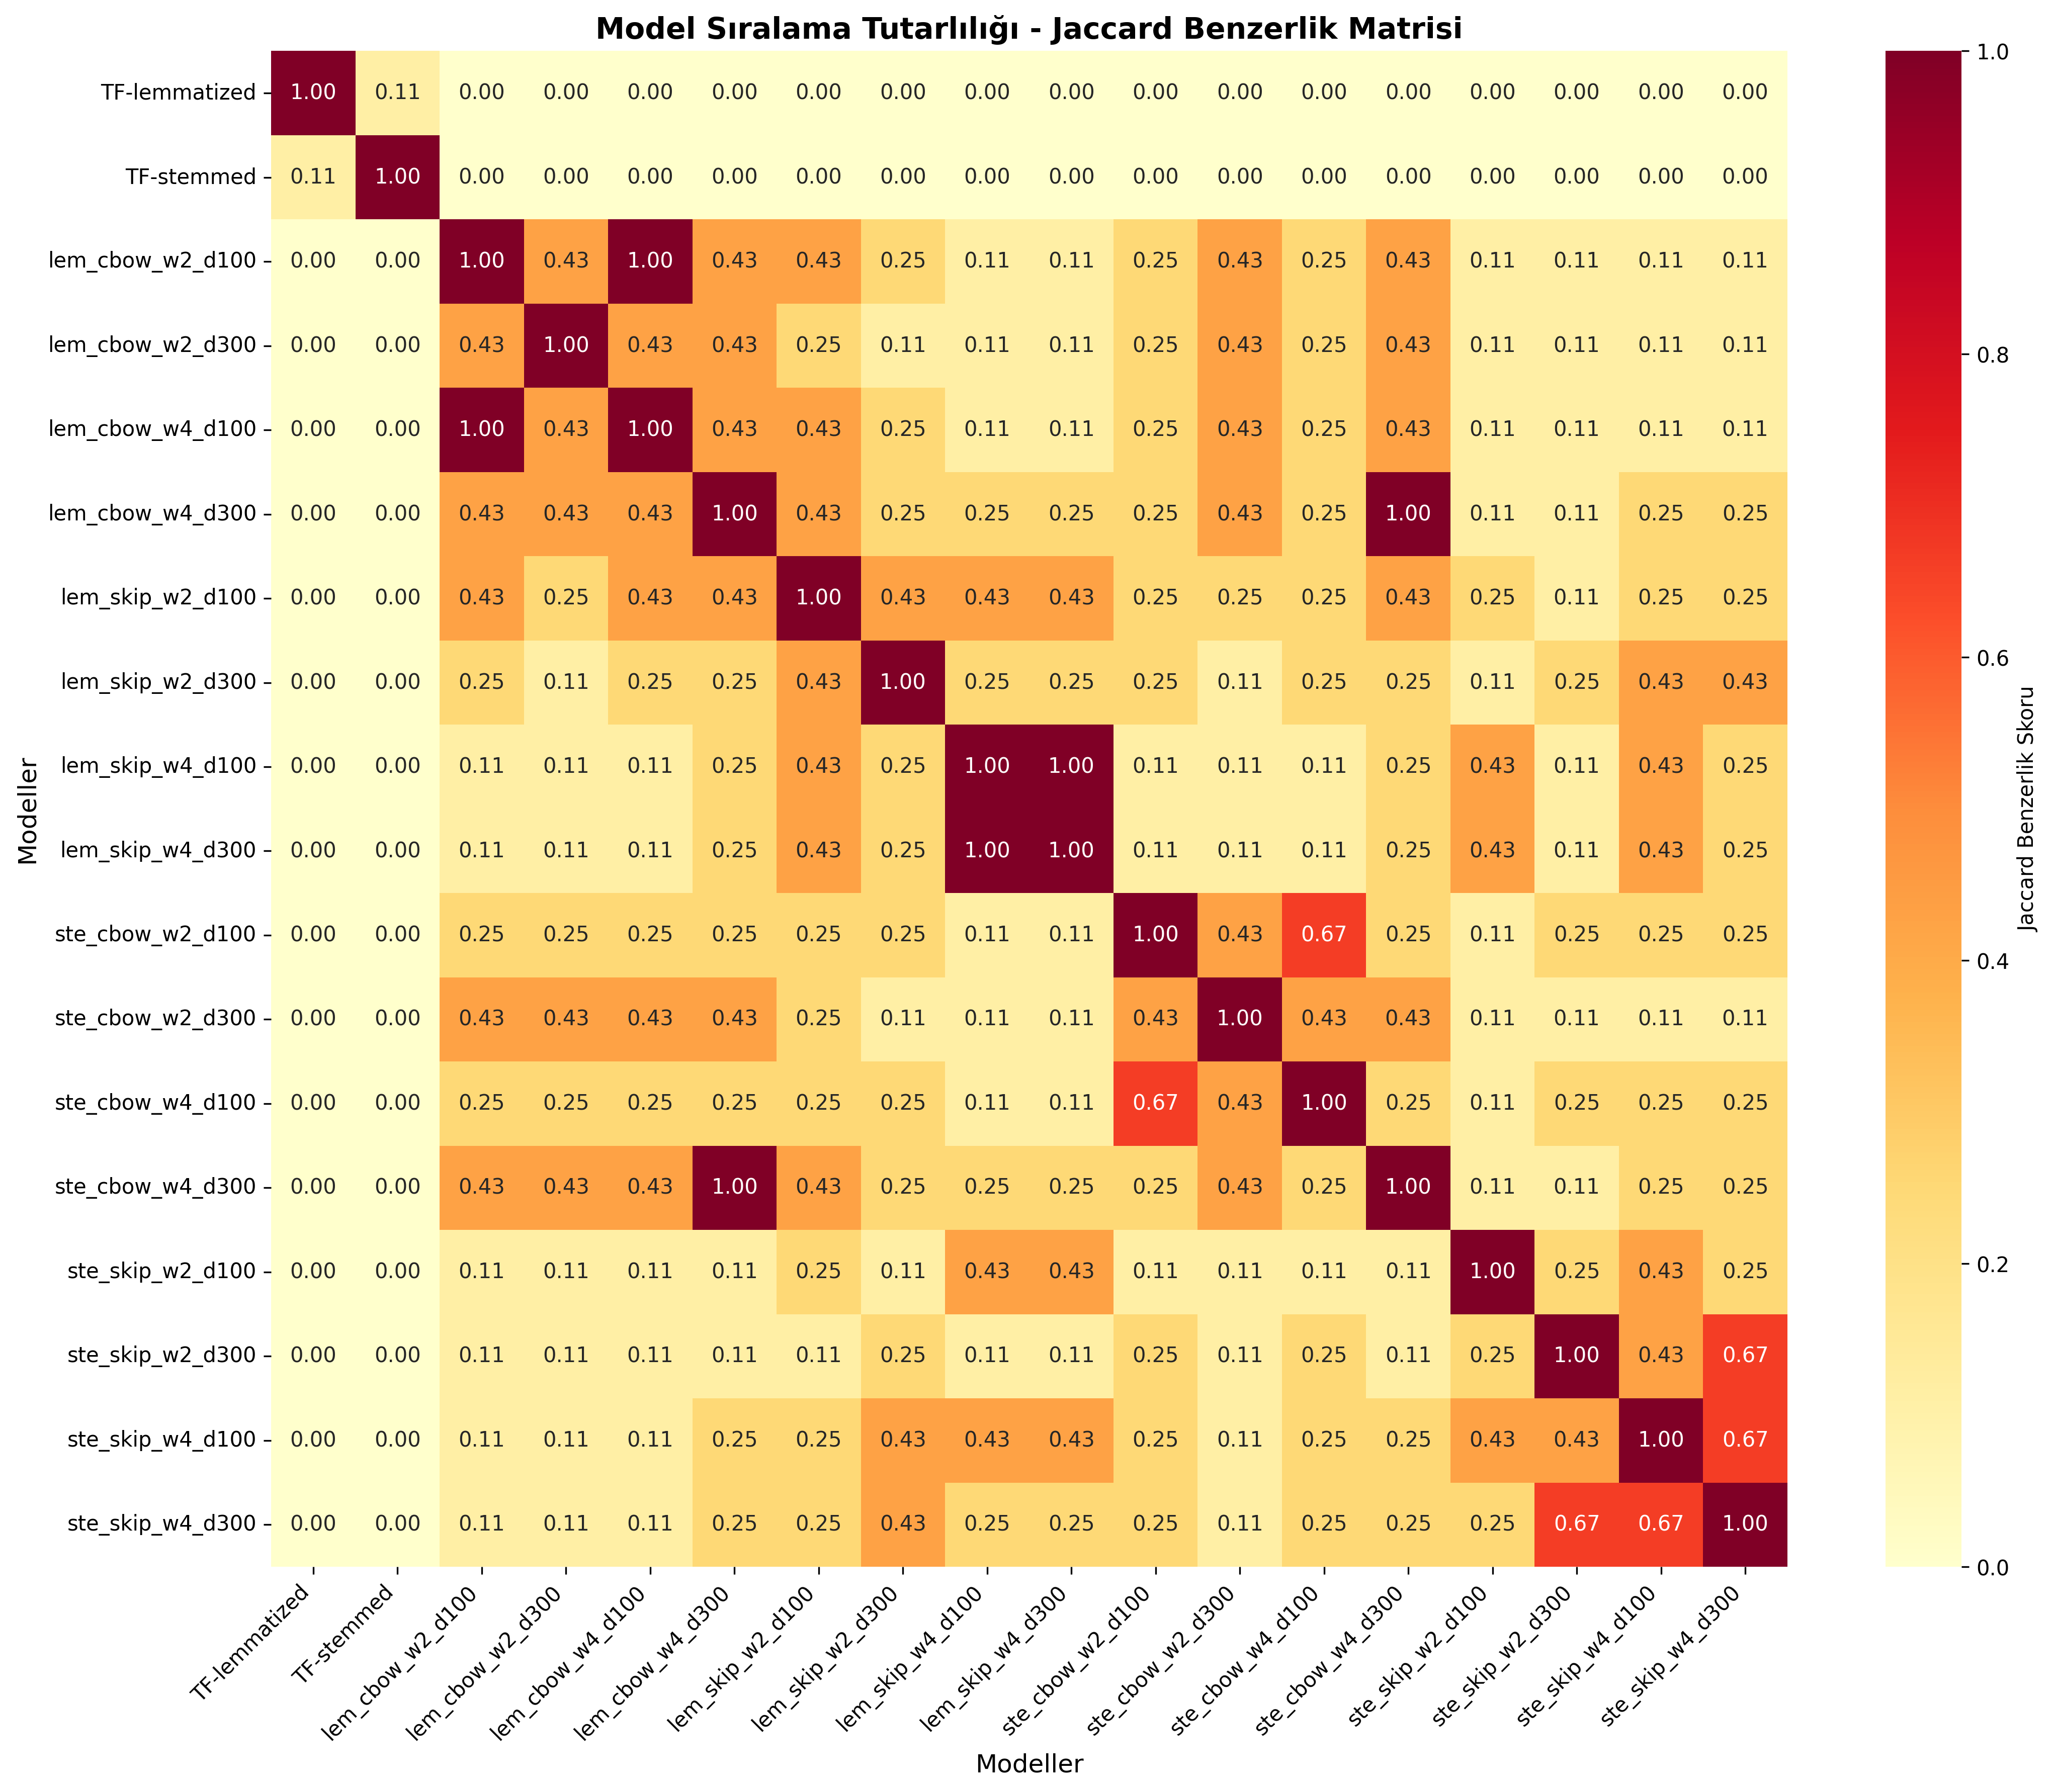 Model Sıralama Tutarlılığı - Jaccard Benzerlik Matrisi
TF-lemmatized 1.00 0.11 0.00 0.00 0.00 0.00 0.00 0.00 0.00 0.00 0.00 0.00 0.00 0.00 0.00 0.00 0.00 0.00
TF-stemmed 0.11 1.00 0.00 0.00 0.00 0.00 0.00 0.00 0.00 0.00 0.00 0.00 0.00 0.00 0.00 0.00 0.00 0.00
lem_cbow_w2_d100 0.00 0.00 1.00 0.43 1.00 0.43 0.43 0.25 0.11 0.11 0.25 0.43 0.25 0.43 0.11 0.11 0.11 0.11
lem_cbow_w2_d300 0.00 0.00 0.43 1.00 0.43 0.43 0.25 0.11 0.11 0.11 0.25 0.43 0.25 0.43 0.11 0.11 0.11 0.11
lem_cbow_w4_d100 0.00 0.00 1.00 0.43 1.00 0.43 0.43 0.25 0.11 0.11 0.25 0.43 0.25 0.43 0.11 0.11 0.11 0.11
lem_cbow_w4_d300 0.00 0.00 0.43 0.43 0.43 1.00 0.43 0.25 0.25 0.25 0.25 0.43 0.25 1.00 0.11 0.11 0.25 0.25
lem_skip_w2_d100 0.00 0.00 0.43 0.25 0.43 0.43 1.00 0.43 0.43 0.43 0.25 0.25 0.25 0.43 0.25 0.11 0.25 0.25
lem_skip_w2_d300 0.00 0.00 0.25 0.11 0.25 0.25 0.43 1.00 0.25 0.25 0.25 0.11 0.25 0.25 0.11 0.25 0.43 0.43
lem_skip_w4_d100 0.00 0.00 0.11 0.11 0.11 0.25 0.43 0.25 1.00 1.00 0.11 0.11 0.11 0.25 0.43 0.11 0.43 0.25
lem_skip_w4_d300 0.00 0.00 0.11 0.11 0.11 0.25 0.43 0.25 1.00 1.00 0.11 0.11 0.11 0.25 0.43 0.11 0.43 0.25
ste_cbow_w2_d100 0.00 0.00 0.25 0.25 0.25 0.25 0.25 0.25 0.11 0.11 1.00 0.43 0.67 0.25 0.11 0.25 0.25 0.25
ste_cbow_w2_d300 0.00 0.00 0.43 0.43 0.43 0.43 0.25 0.11 0.11 0.11 0.43 1.00 0.43 0.43 0.11 0.11 0.11 0.11
ste_cbow_w4_d100 0.00 0.00 0.25 0.25 0.25 0.25 0.25 0.25 0.11 0.11 0.67 0.43 1.00 0.25 0.11 0.25 0.25 0.25
ste_cbow_w4_d300 0.00 0.00 0.43 0.43 0.43 1.00 0.43 0.25 0.25 0.25 0.25 0.43 0.25 1.00 0.11 0.11 0.25 0.25
ste_skip_w2_d100 0.00 0.00 0.11 0.11 0.11 0.11 0.25 0.11 0.43 0.43 0.11 0.11 0.11 0.11 1.00 0.25 0.43 0.25
ste_skip_w2_d300 0.00 0.00 0.11 0.11 0.11 0.11 0.11 0.25 0.11 0.11 0.25 0.11 0.25 0.11 0.25 1.00 0.43 0.67
ste_skip_w4_d100 0.00 0.00 0.11 0.11 0.11 0.25 0.25 0.43 0.43 0.43 0.25 0.11 0.25 0.25 0.43 0.43 1.00 0.67
ste_skip_w4_d300 0.00 0.00 0.11 0.11 0.11 0.25 0.25 0.43 0.25 0.25 0.25 0.11 0.25 0.25 0.25 0.67 0.67 1.00
Modeller
TF-lemmatized
TF-stemmed
lem_cbow_w2_d100
lem_cbow_w2_d300
lem_cbow_w4_d100
lem_cbow_w4_d300
lem_skip_w2_d100
lem_skip_w2_d300
lem_skip_w4_d100
lem_skip_w4_d300
ste_cbow_w2_d100
ste_cbow_w2_d300
ste_cbow_w4_d100
ste_cbow_w4_d300
ste_skip_w2_d100
ste_skip_w2_d300
ste_skip_w4_d100
ste_skip_w4_d300
Modeller
1.0
0.8
0.6
0.4
0.2
0.0
Jaccard Benzerlik Skoru